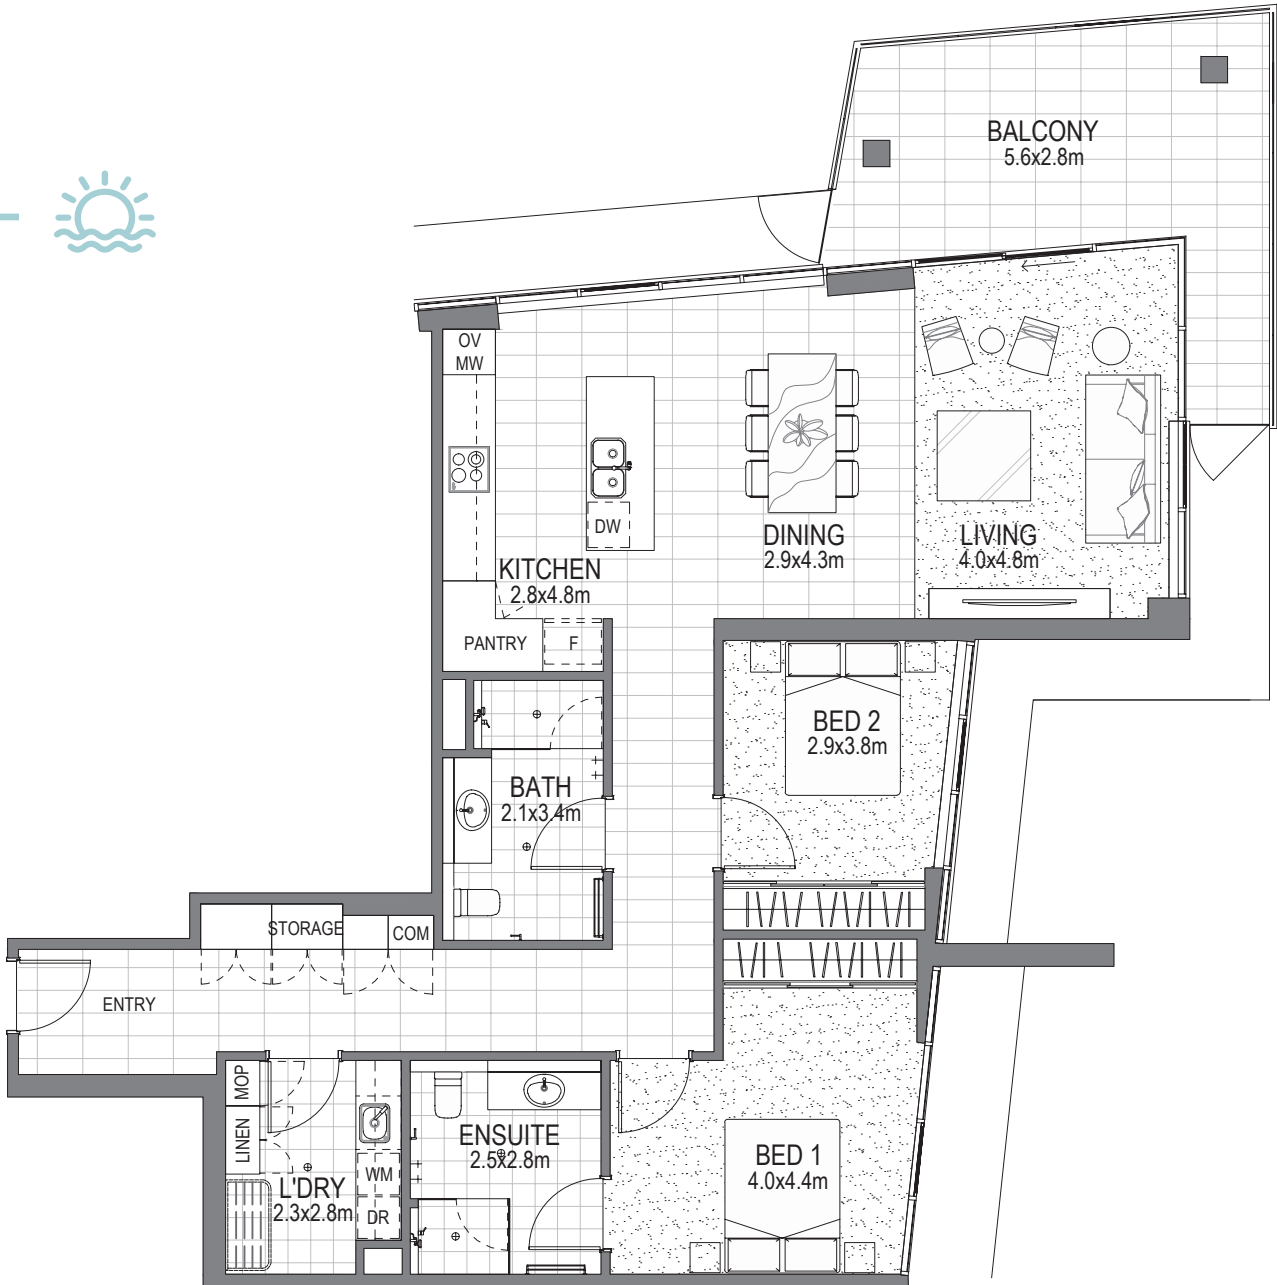 BALCONY
5.6x2.8m
OV
MW
DW
DINING
2.9x4.3m
LIVING
4.0x4.8m
KITCHEN
2.8x4.8m
PANTRY
F
BED 2
2.9x3.8m
BATH
2.1x3.4m
STORAGE
COM
ENTRY
MOP
LINEN
ENSUITE
2.5x2.8m
BED 1
4.0x4.4m
WM
L'DRY
2.3x2.8m
DR